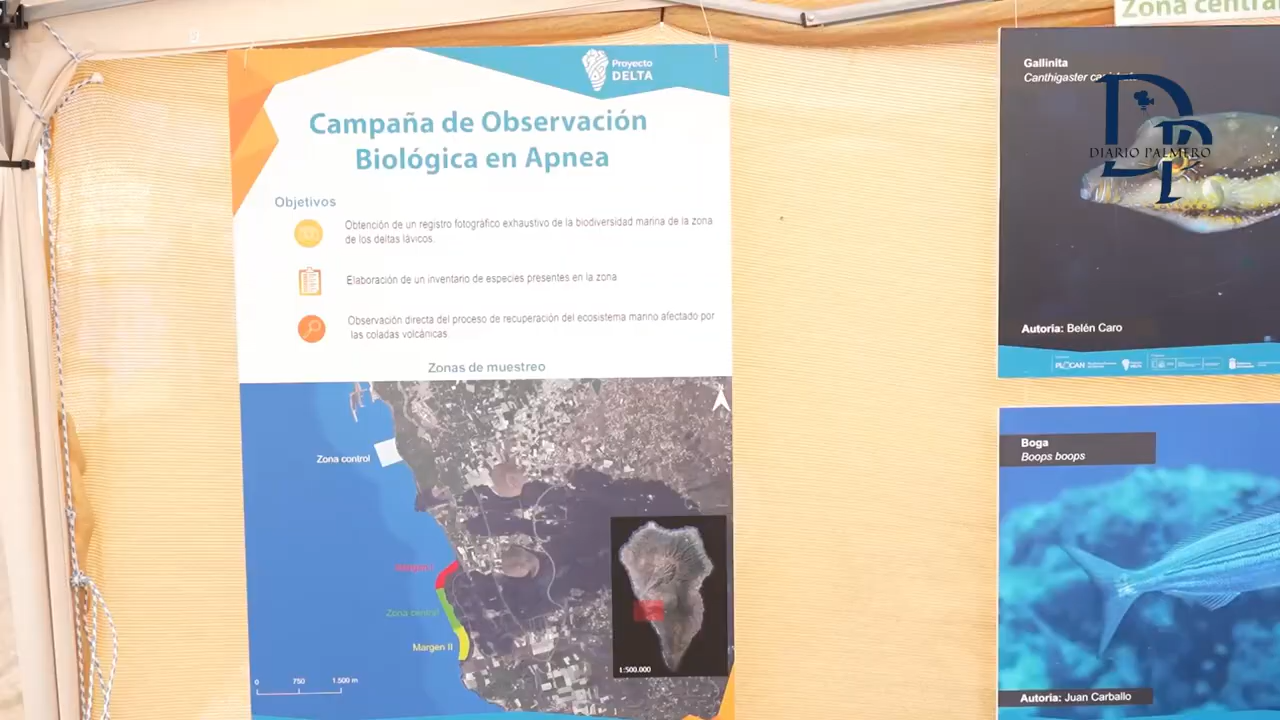 Proyecto
DELTA
Campaña de Observación
Biológica en Apnea
Objetivos
Obtención de un registro fotográfico exhaustivo de la biodiversidad marina de la zona
de los deltas lávicos.
Elaboración de un inventario de especies presentes en la zona
Observación directa del proceso de recuperación del ecosistema marino afectado por
las coladas volcánicas.
Zonas de muestreo
Zona control
Zona central
Margen II
0 750 1.500 m
1:500.000
Zona central
Gallinita
Canthigaster
DP
DIARIO PALMERO
Autoría: Belén Caro
PLOCAN
Boga
Boops boops
Autoría: Juan Carballo